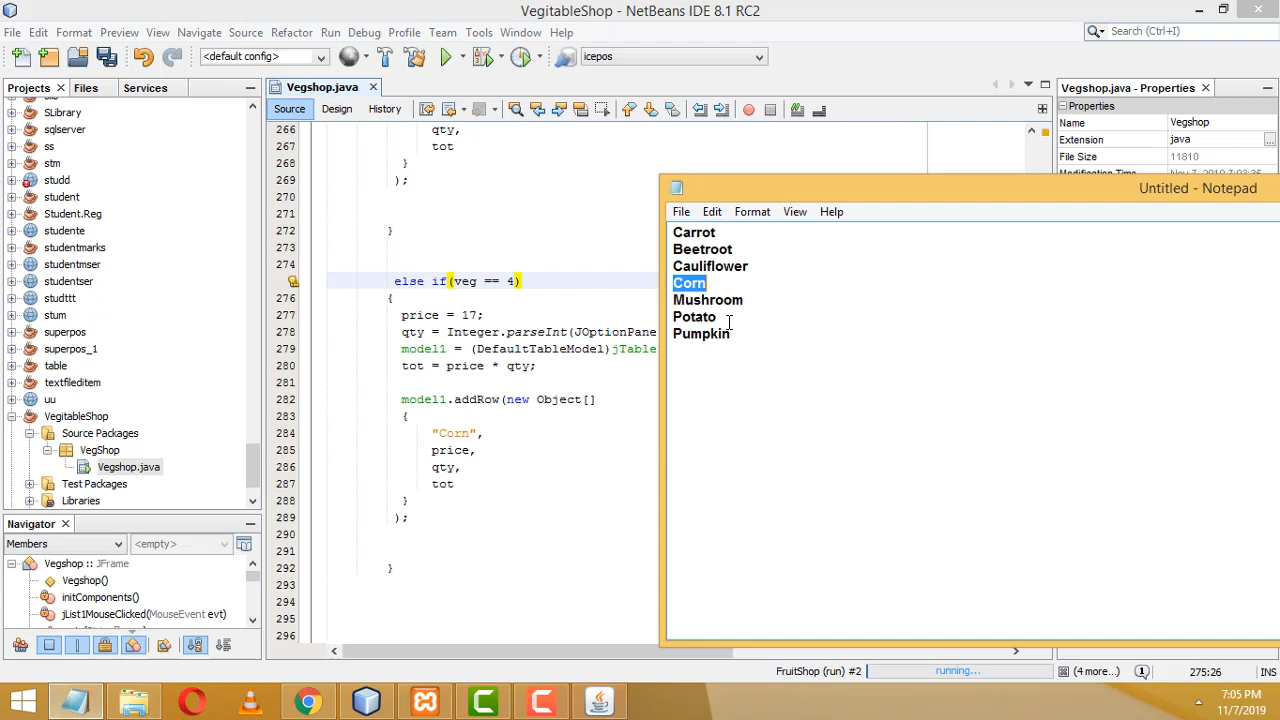 VegitableShop - NetBeans IDE 8.1 RC2
File Edit Format Preview View Navigate Source Refactor Run Debug Profile Team Tools Window Help
Search (Ctrl+I)
<default config>
icepos
Projects Files Services
SLibrary
sqlserver
ss
stm
studd
student
Student.Reg
studente
studentmarks
studentmser
studentser
studttt
stum
superpos
superpos_1
table
textfileditem
uu
VegitableShop
Source Packages
VegShop
Vegshop.java
Test Packages
Libraries
Navigator
Members
<empty>
Vegshop :: JFrame
Vegshop()
initComponents()
jList1MouseClicked(MouseEvent evt)
Vegshop.java
Source Design History
266 qty,
267 tot
268 }
269 );
270
271
272 }
273
274
else if(veg == 4)
276 {
277 price = 17;
278 qty = Integer.parseInt(JOptionPane
279 model1 = (DefaultTableModel)jTable
280 tot = price * qty;
281
282 model1.addRow(new Object[]
283 {
284 "Corn",
285 price,
286 qty,
287 tot
288 }
289 );
290
291
292 }
293
294
295
296
Vegshop.java - Properties
Properties
Name Vegshop
Extension java
...
File Size 11810
Untitled - Notepad
File Edit Format View Help
Carrot
Beetroot
Cauliflower
Corn
Mushroom
Potato
Pumpkin
FruitShop (run) #2 running... (4 more...) 1 275:26 INS
7:05 PM
11/7/2019